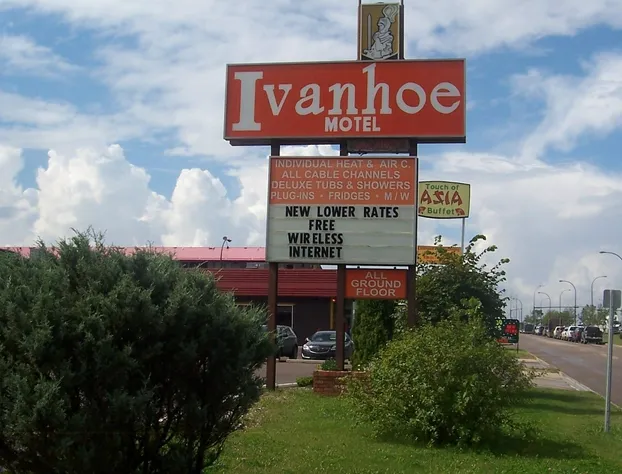 Ivanhoe
MOTEL
INDIVIDUAL HEAT & AIR C.
ALL CABLE CHANNELS
DELUXE TUBS & SHOWERS
PLUG-INS • FRIDGES • M/W
NEW LOWER RATES
FREE
WIRELESS
INTERNET
ALL
GROUND
FLOOR
Touch of
ASIA
Buffet